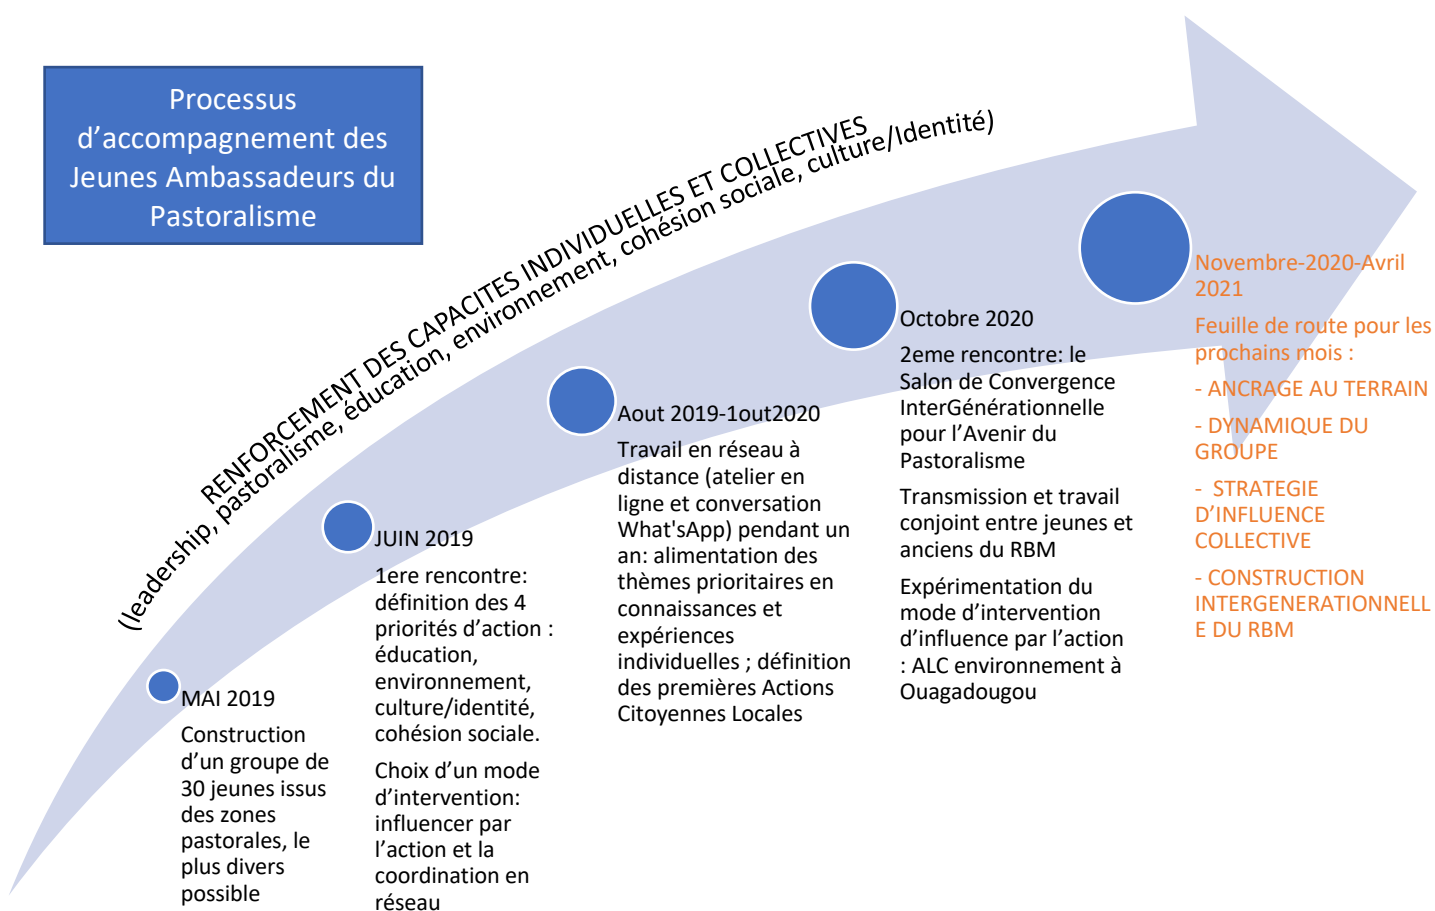 Processus
d’accompagnement des
Jeunes Ambassadeurs du
Pastoralisme
RENFORCEMENT DES CAPACITES INDIVIDUELLES ET COLLECTIVES
(leadership, pastoralisme, éducation, environnement, cohésion sociale, culture/Identité)
MAI 2019
Construction
d’un groupe de
30 jeunes issus
des zones
pastorales, le
plus divers
possible
JUIN 2019
1ere rencontre:
définition des 4
priorités d’action :
éducation,
environnement,
culture/identité,
cohésion sociale.
Choix d’un mode
d’intervention:
influencer par
l’action et la
coordination en
réseau
Aout 2019-1out2020
Travail en réseau à
distance (atelier en
ligne et conversation
What'sApp) pendant un
an: alimentation des
thèmes prioritaires en
connaissances et
expériences
individuelles ; définition
des premières Actions
Citoyennes Locales
Octobre 2020
2eme rencontre: le
Salon de Convergence
InterGénérationnelle
pour l’Avenir du
Pastoralisme
Transmission et travail
conjoint entre jeunes et
anciens du RBM
Expérimentation du
mode d’intervention
d’influence par l’action
: ALC environnement à
Ouagadougou
Novembre-2020-Avril
2021
Feuille de route pour les
prochains mois :
- ANCRAGE AU TERRAIN
- DYNAMIQUE DU
GROUPE
- STRATEGIE
D’INFLUENCE
COLLECTIVE
- CONSTRUCTION
INTERGENERATIONNELL
E DU RBM